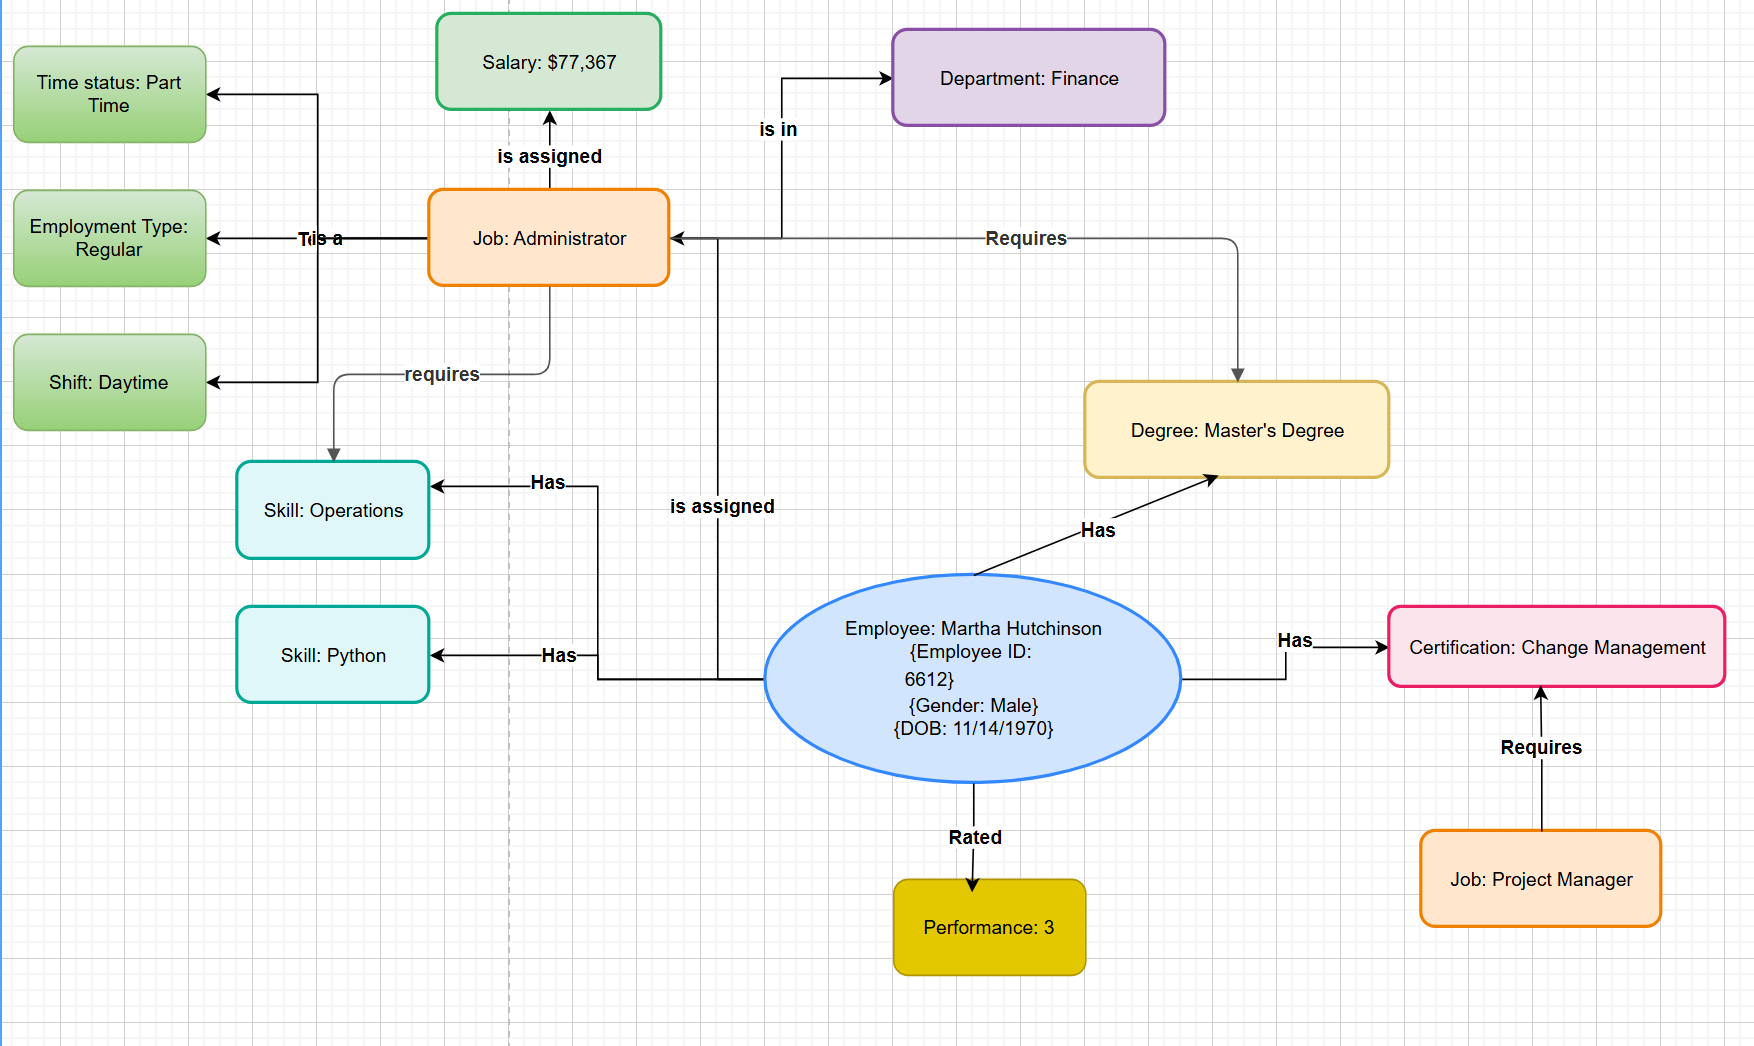 Salary: $77,367
Department: Finance
Time status: Part
Time
is in
is assigned
Employment Type:
Regular
is a
Job: Administrator
Requires
Shift: Daytime
requires
Degree: Master's Degree
Has
Skill: Operations
is assigned
Has
Employee: Martha Hutchinson
{Employee ID:
6612}
{Gender: Male}
{DOB: 11/14/1970}
Has
Certification: Change Management
Skill: Python
Has
Requires
Rated
Job: Project Manager
Performance: 3